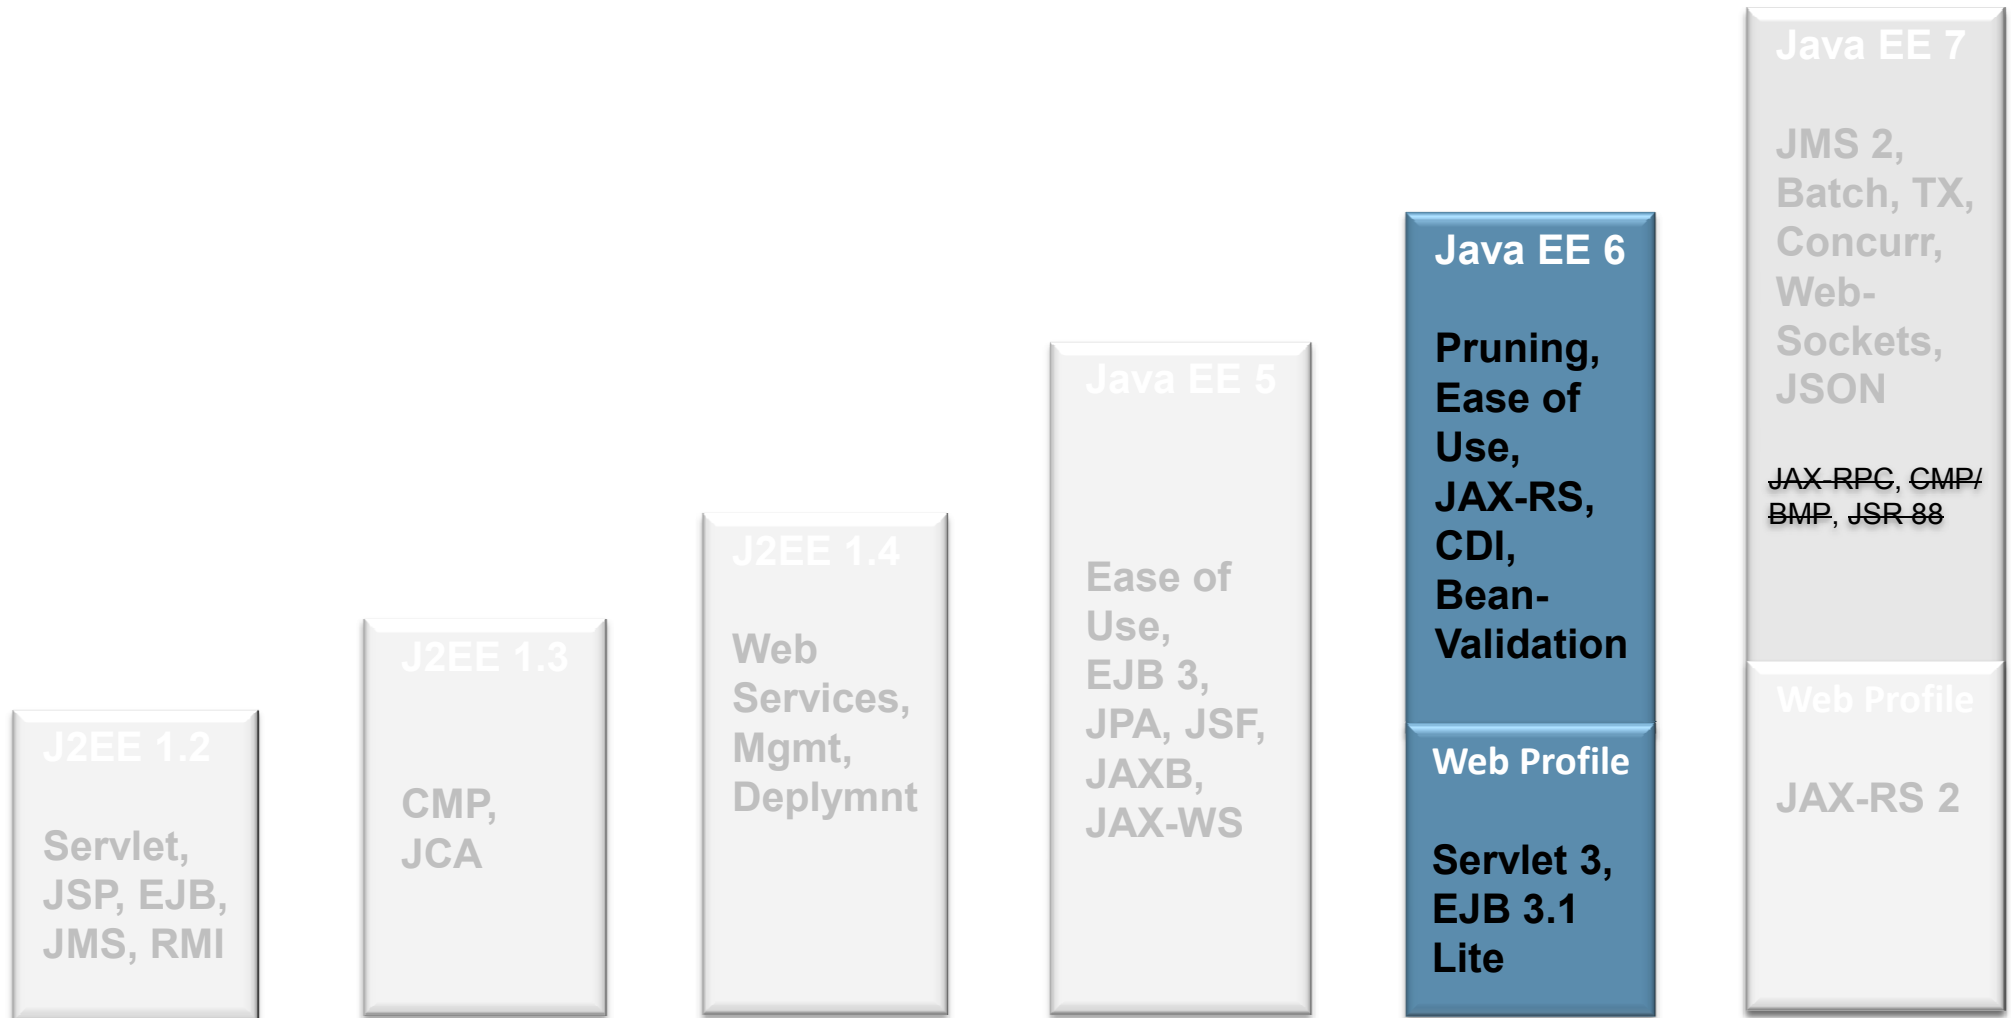 J2EE 1.2
Servlet,
JSP, EJB,
JMS, RMI
J2EE 1.3
CMP,
JCA
J2EE 1.4
Web
Services,
Mgmt,
Deplymnt
Java EE 5
Ease of
Use,
EJB 3,
JPA, JSF,
JAXB,
JAX-WS
Java EE 6
Pruning,
Ease of
Use,
JAX-RS,
CDI,
Bean-
Validation
Web Profile
Servlet 3,
EJB 3.1
Lite
Java EE 7
JMS 2,
Batch, TX,
Concurr,
Web-
Sockets,
JSON
JAX-RPC, CMP/
BMP, JSR 88
Web Profile
JAX-RS 2